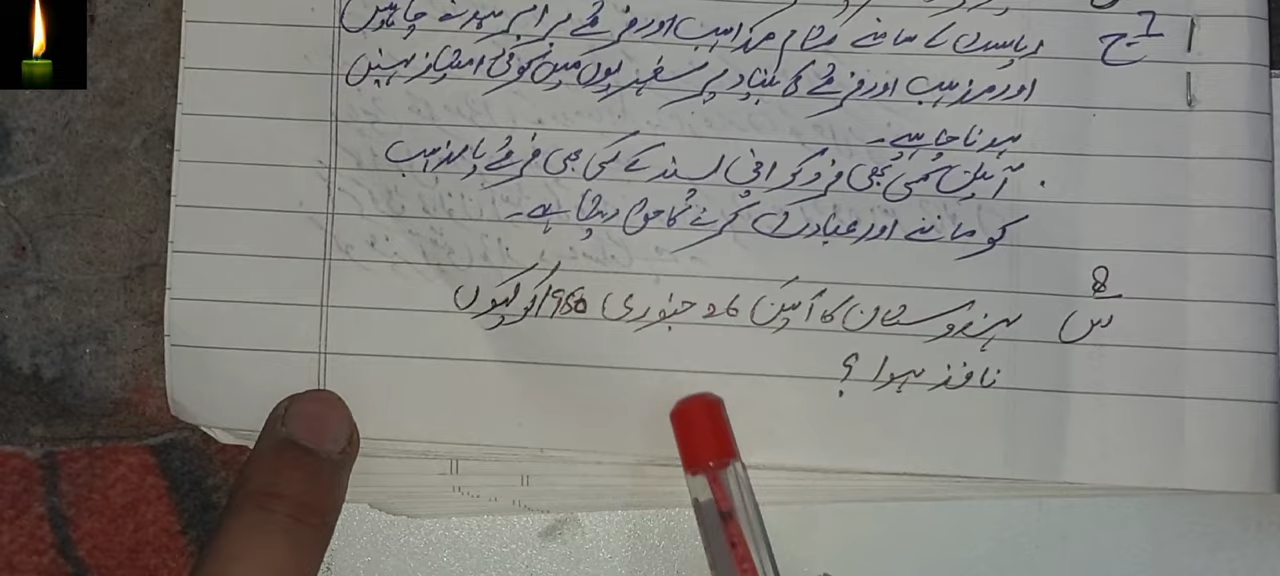 ج ریاست کے سامنے تمام مذاہب اور فرقے برابر ہونے چاہئیں
اور مذہب اور فرقے کی بنیاد پر شہریوں میں کوئی امتیاز نہیں
ہونا چاہیے۔
آئین کسی بھی فرد کو اپنی پسند کے کسی بھی فرقے یا مذہب
کو ماننے اور عبادت کرنے کا حق دیتا ہے۔
8
س ہندوستان کا آئین 26 جنوری 1950 کو کیوں
نافذ ہوا؟